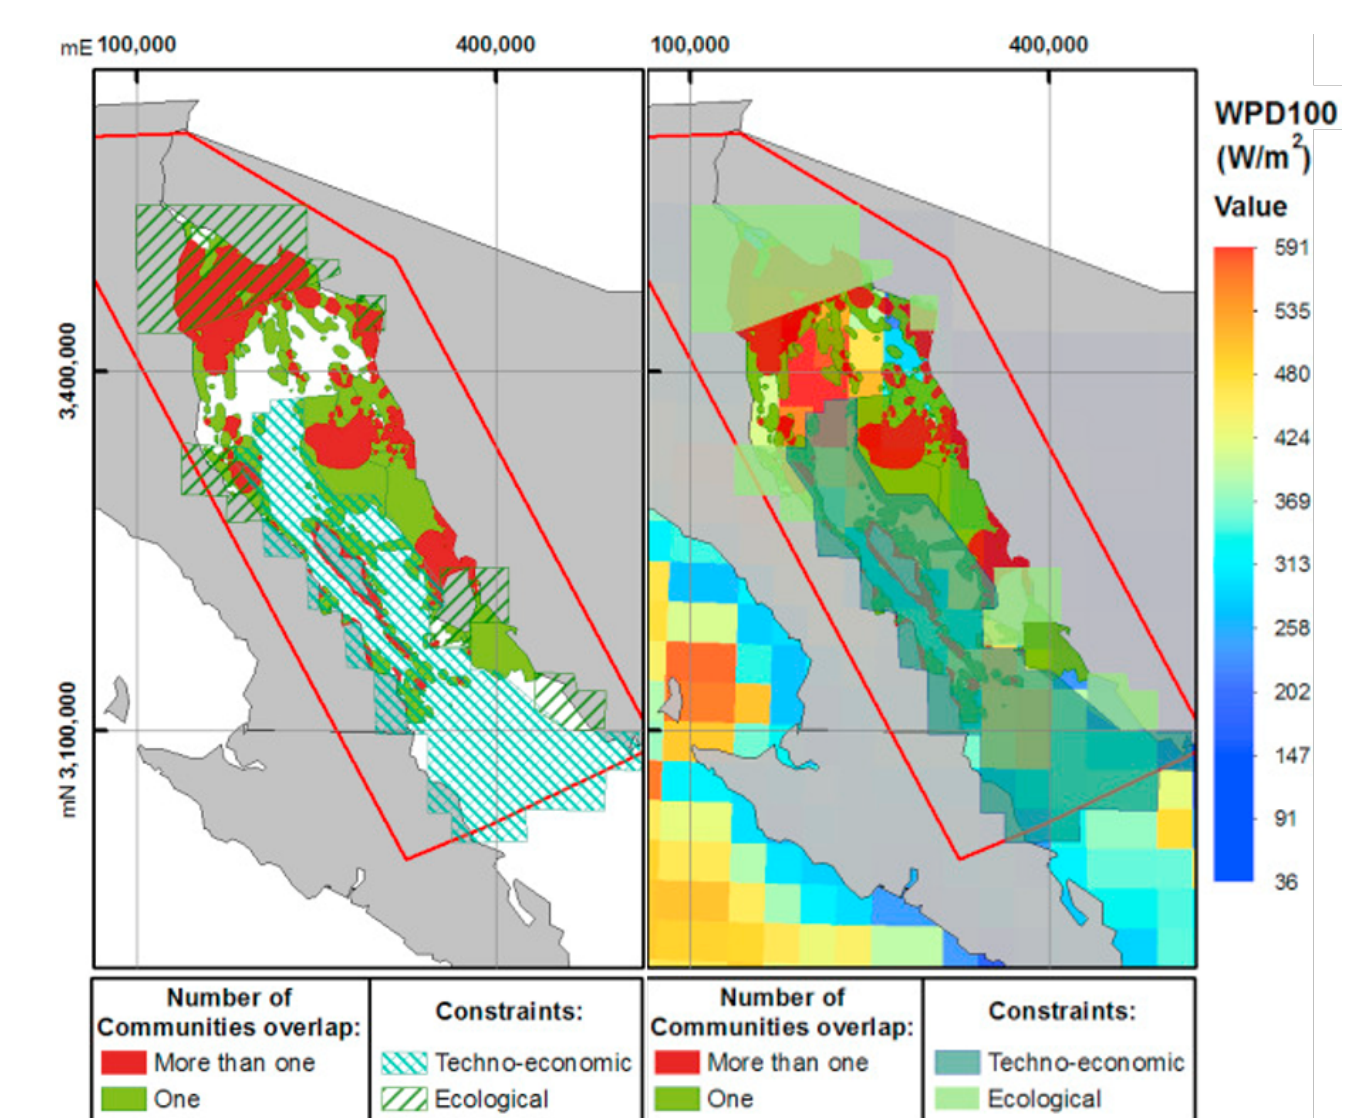 mE 100,000 400,000
100,000 400,000
3,400,000
mN 3,100,000
WPD100
(W/m²)
Value
591
535
480
424
369
313
258
202
147
91
36
Number of
Communities overlap:
More than one
One
Constraints:
Techno-economic
Ecological
Number of
Communities overlap:
More than one
One
Constraints:
Techno-economic
Ecological